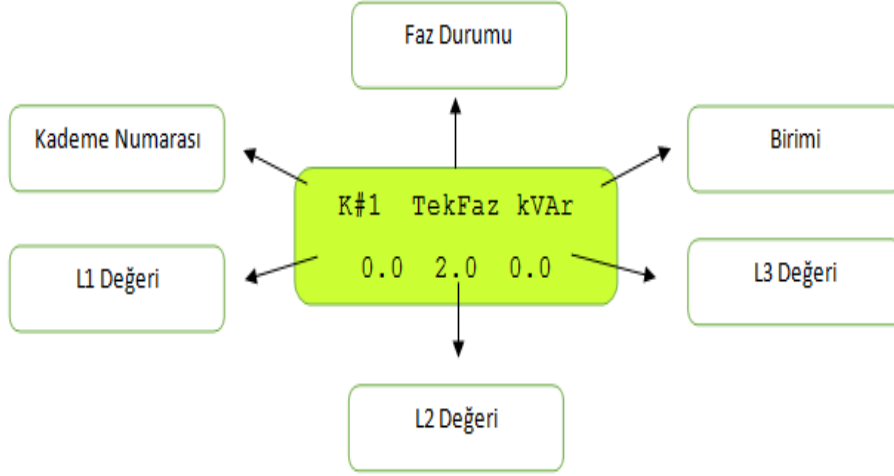 Faz Durumu
Kademe Numarası
Birimi
K#1 TekFaz kVAr
0.0 2.0 0.0
L1 Değeri
L3 Değeri
L2 Değeri